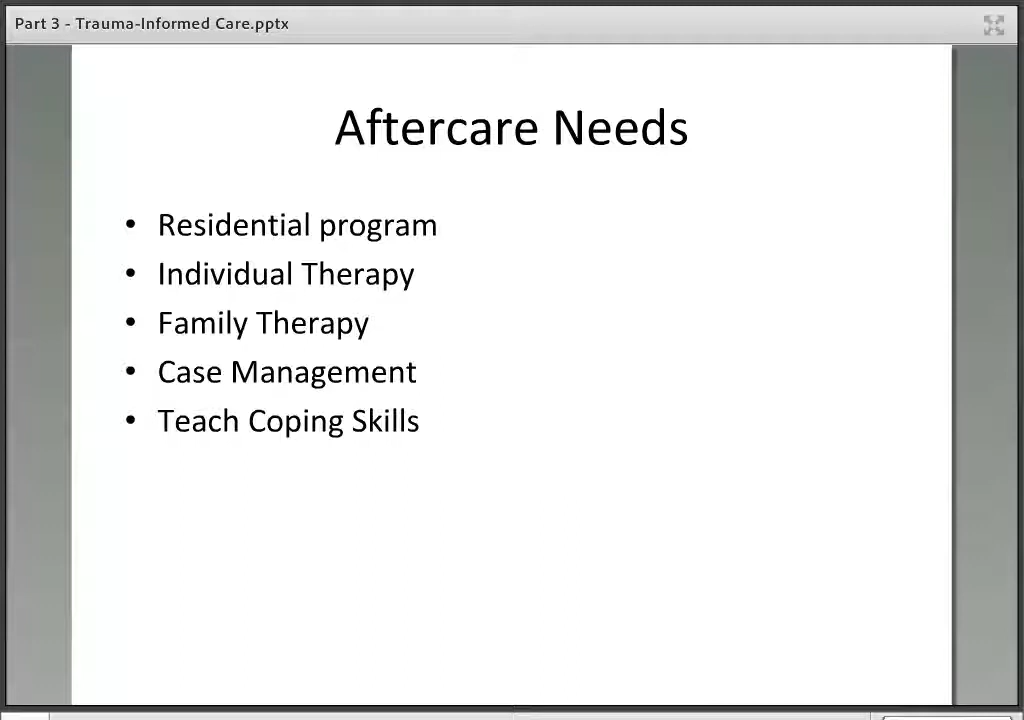 Part 3 - Trauma-Informed Care.pptx
Aftercare Needs
• Residential program
• Individual Therapy
• Family Therapy
• Case Management
• Teach Coping Skills